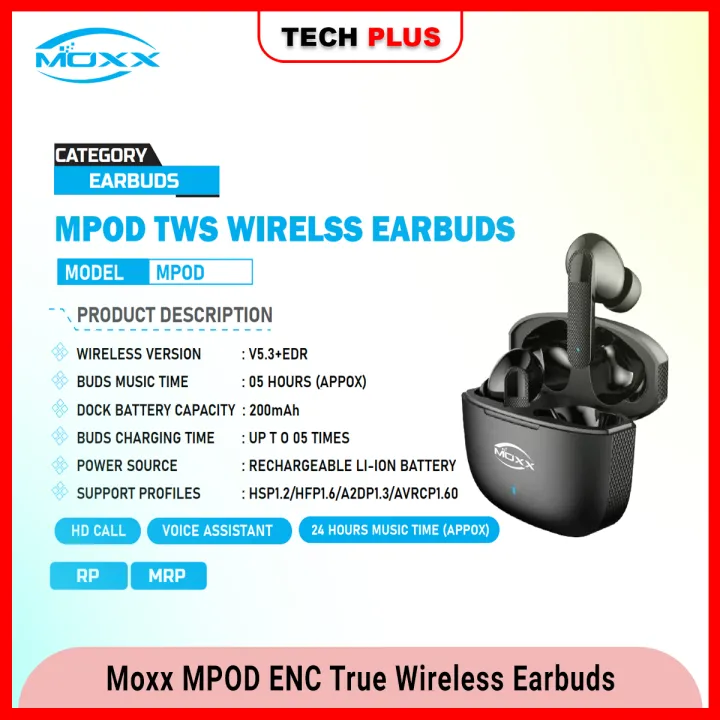 MOXX
TECH PLUS
CATEGORY
EARBUDS
MPOD TWS WIRELSS EARBUDS
MODEL MPOD
PRODUCT DESCRIPTION
WIRELESS VERSION : V5.3+EDR
BUDS MUSIC TIME : 05 HOURS (APPOX)
DOCK BATTERY CAPACITY : 200mAh
BUDS CHARGING TIME : UP T O 05 TIMES
POWER SOURCE : RECHARGEABLE LI-ION BATTERY
SUPPORT PROFILES : HSP1.2/HFP1.6/A2DP1.3/AVRCP1.60
MOXX
HD CALL VOICE ASSISTANT 24 HOURS MUSIC TIME (APPOX)
RP MRP
Moxx MPOD ENC True Wireless Earbuds